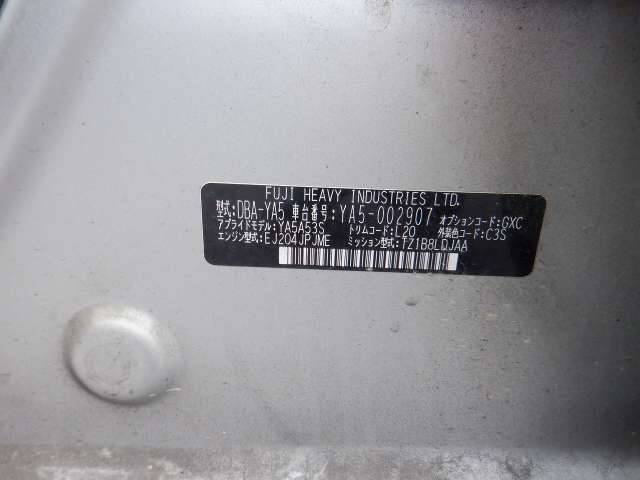 FUJI HEAVY INDUSTRIES LTD.
型式: DBA-YA5 車台番号: YA5-002907 オプションコード: GXC
アプライドモデル: YA5A53S トリムコード: L20 外装色コード: C3S
エンジン型式: EJ204JPJME ミッション型式: TZ1B8LQJAA